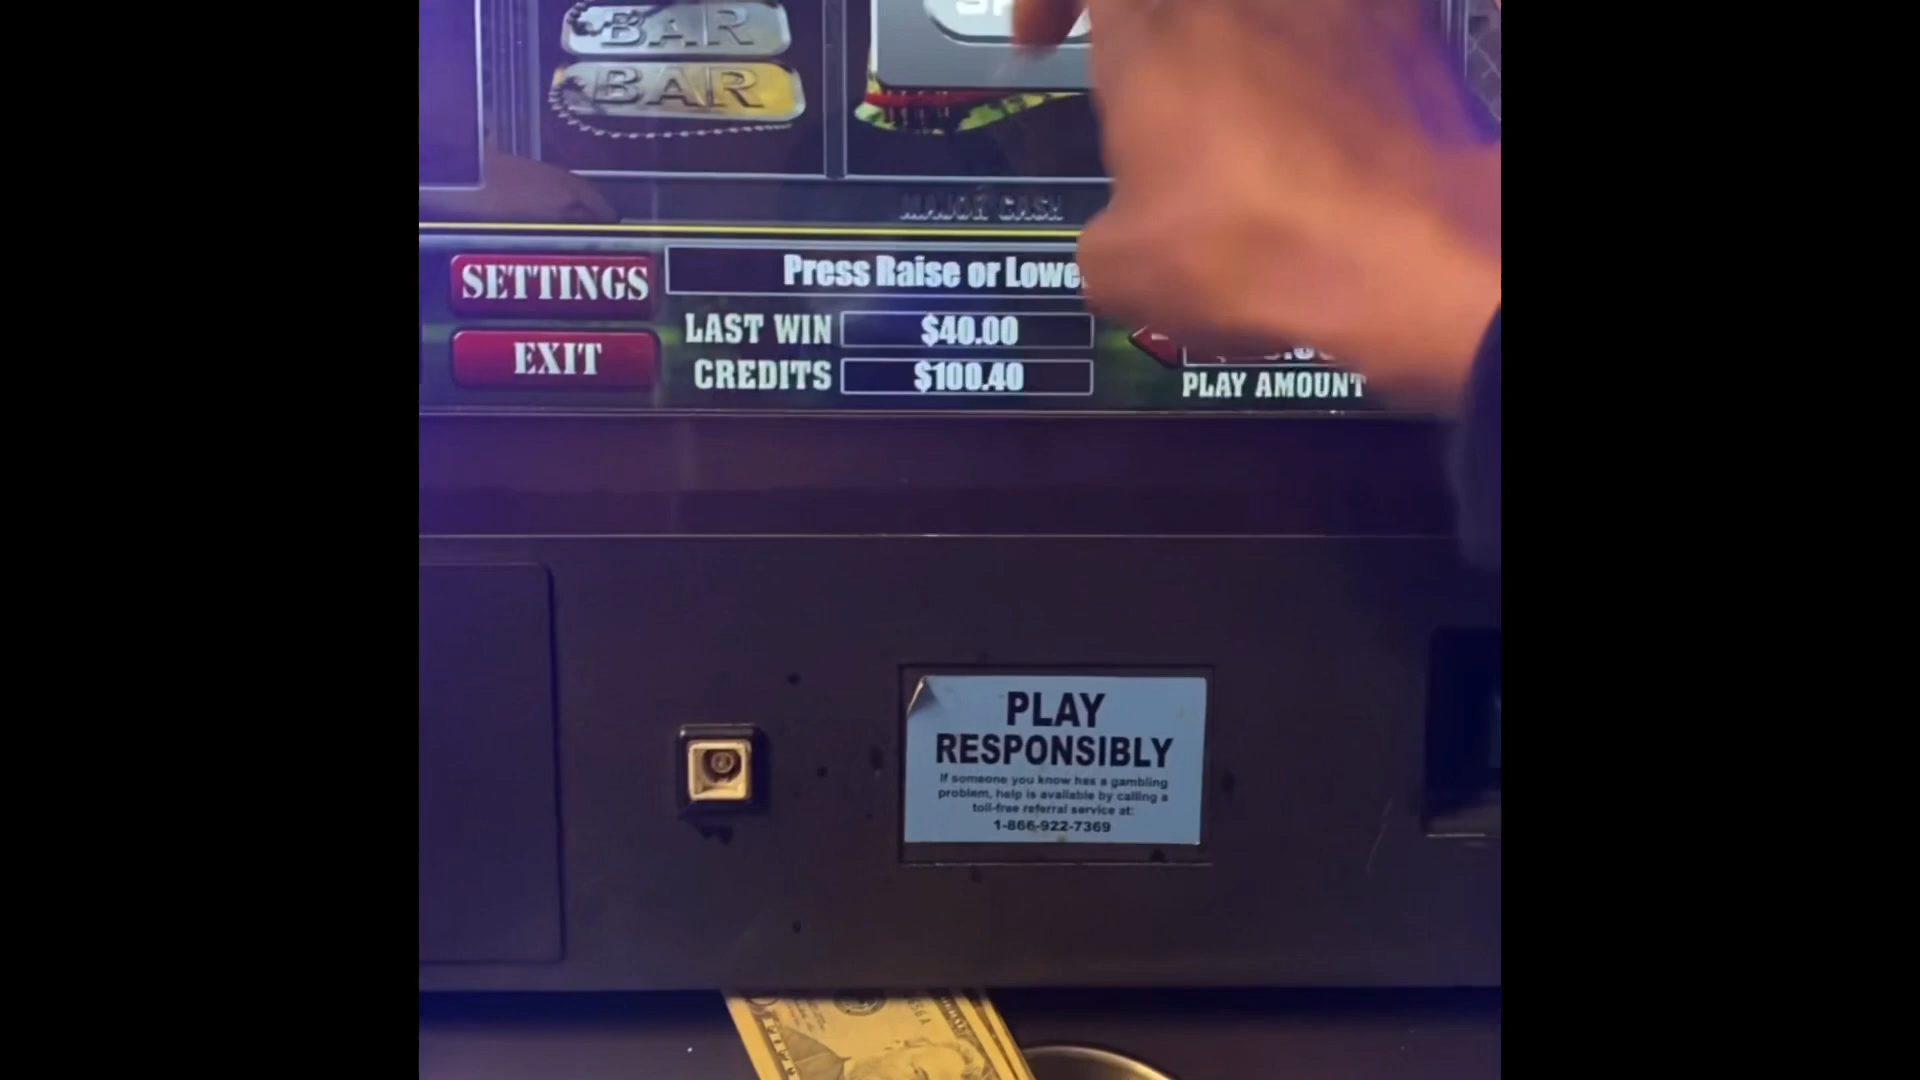 BAR
BAR
MAJOR CASH
SETTINGS
Press Raise or Lowe
LAST WIN $40.00
EXIT
CREDITS $100.40
PLAY AMOUNT
PLAY
RESPONSIBLY
If someone you know has a gambling
problem, help is available by calling a
toll-free referral service at:
1-866-922-7369